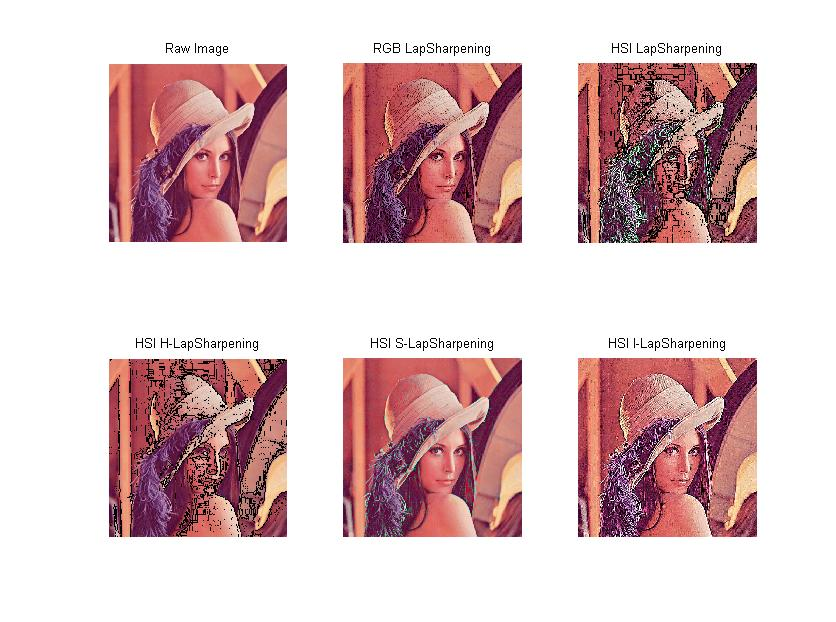 Raw Image
RGB LapSharpening
HSI LapSharpening
HSI H-LapSharpening
HSI S-LapSharpening
HSI I-LapSharpening